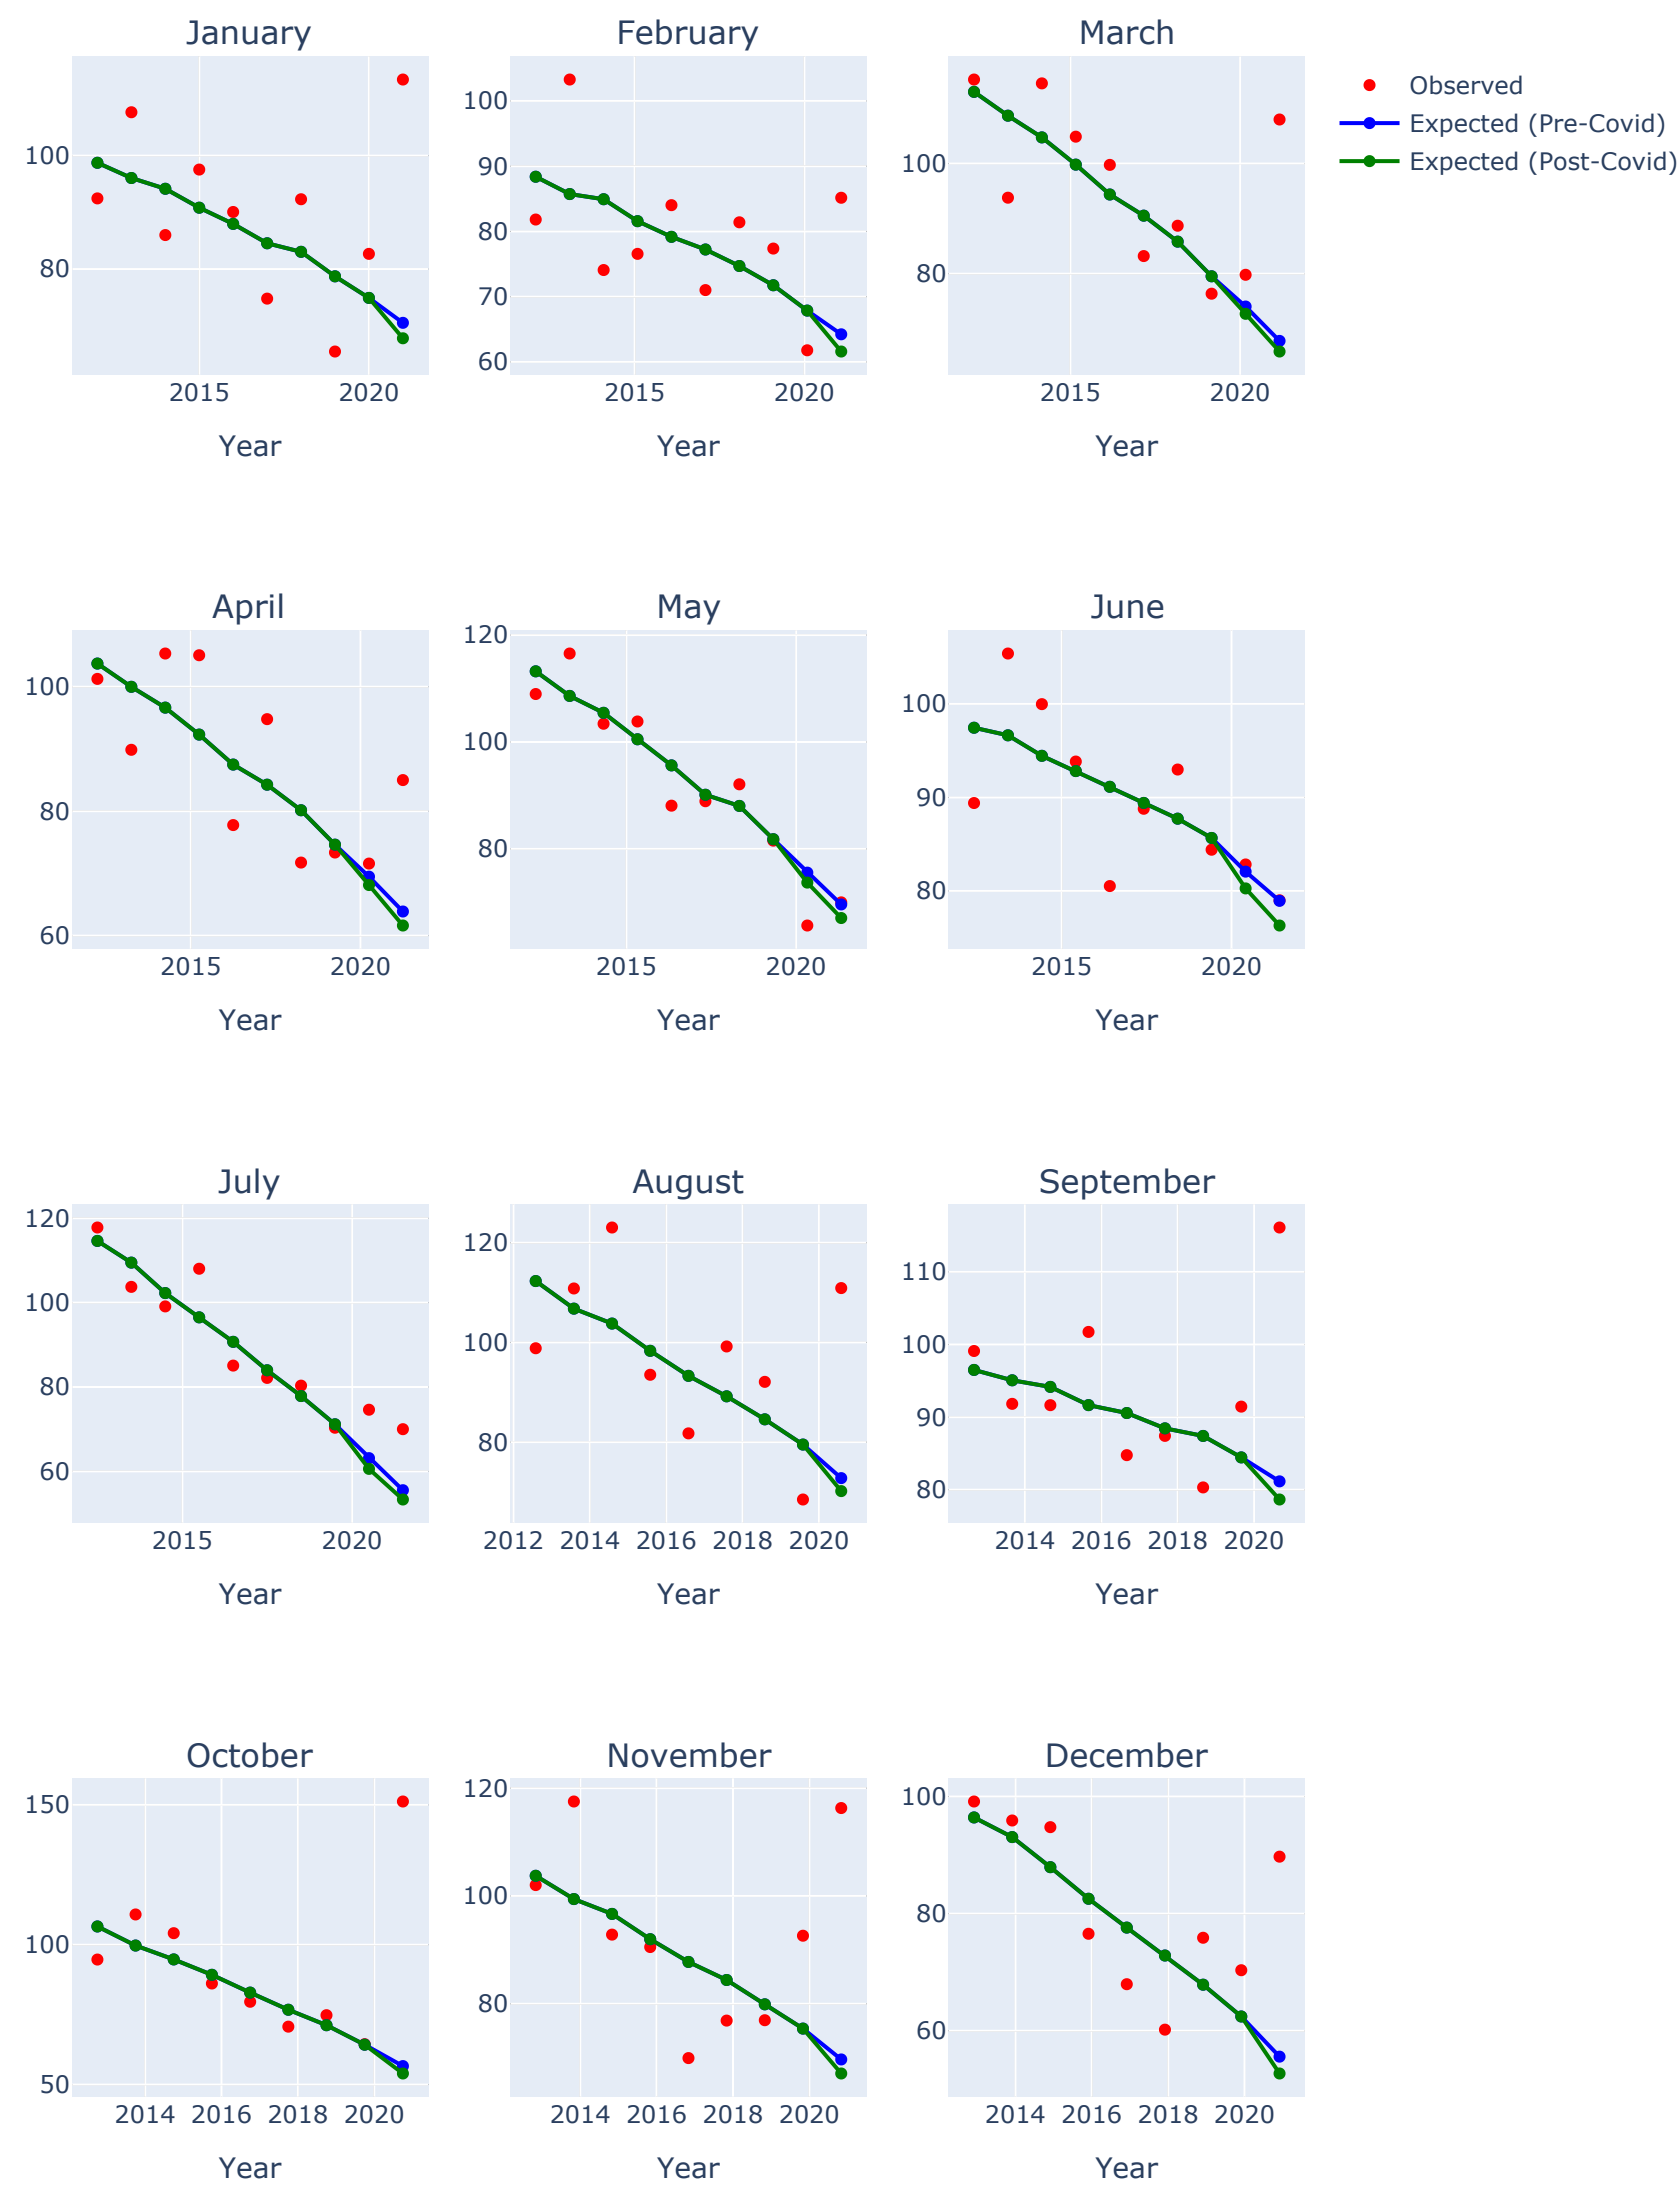 January
February
March
Observed
Expected (Pre-Covid)
Expected (Post-Covid)
100
80
2015
2020
Year
100
90
80
70
60
2015
2020
Year
100
80
2015
2020
Year
April
May
June
100
80
60
2015
2020
Year
120
100
80
2015
2020
Year
100
90
80
2015
2020
Year
July
August
September
120
100
80
60
2015
2020
Year
120
100
80
2012
2014
2016
2018
2020
Year
110
100
90
80
2014
2016
2018
2020
Year
October
November
December
150
100
50
2014
2016
2018
2020
Year
120
100
80
2014
2016
2018
2020
Year
100
80
60
2014
2016
2018
2020
Year